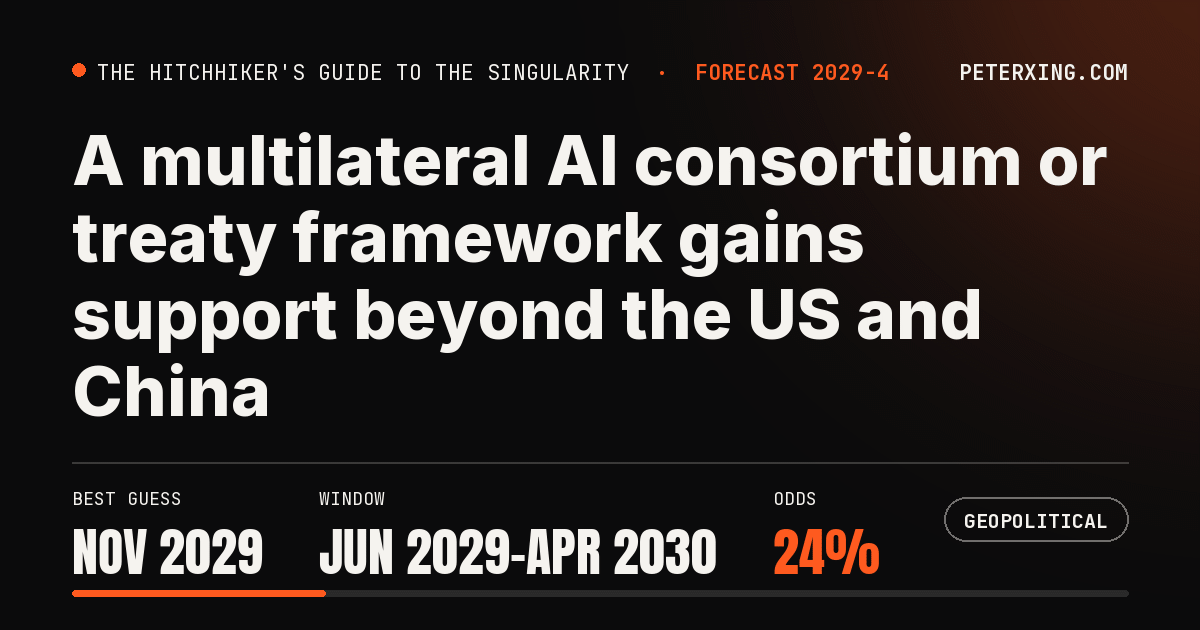 THE HITCHHIKER'S GUIDE TO THE SINGULARITY · FORECAST 2029-4 PETERXING.COM
A multilateral AI consortium or
treaty framework gains
support beyond the US and
China
BEST GUESS WINDOW ODDS
NOV 2029 JUN 2029-APR 2030 24%
GEOPOLITICAL